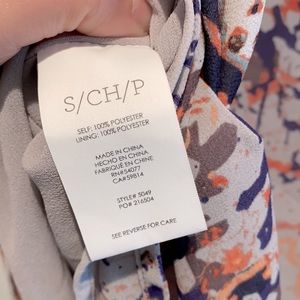 S/CH/P
SELF: 100% POLYESTER
LINING: 100% POLYESTER
MADE IN CHINA
HECHO EN CHINA
FABRIQUÉ EN CHINE
RN#54077
CA#59814
STYLE# 5049
PO# 216504
SEE REVERSE FOR CARE